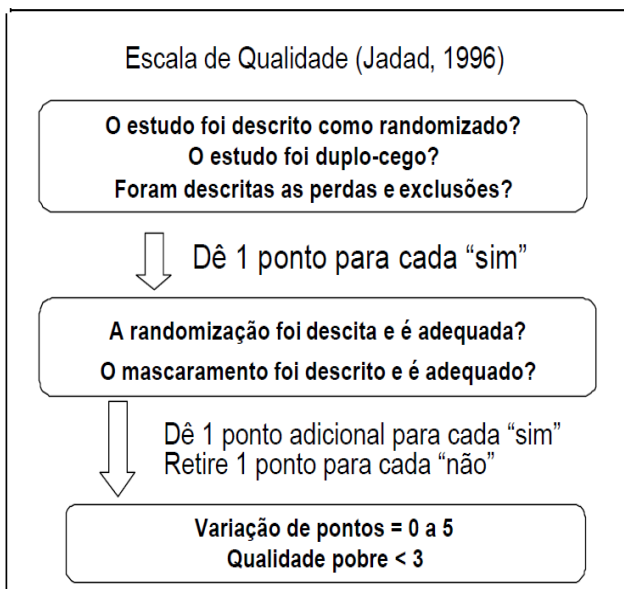 Escala de Qualidade (Jadad, 1996)
O estudo foi descrito como randomizado?
O estudo foi duplo-cego?
Foram descritas as perdas e exclusões?
Dê 1 ponto para cada “sim”
A randomização foi descita e é adequada?
O mascaramento foi descrito e é adequado?
Dê 1 ponto adicional para cada “sim”
Retire 1 ponto para cada “não”
Variação de pontos = 0 a 5
Qualidade pobre < 3